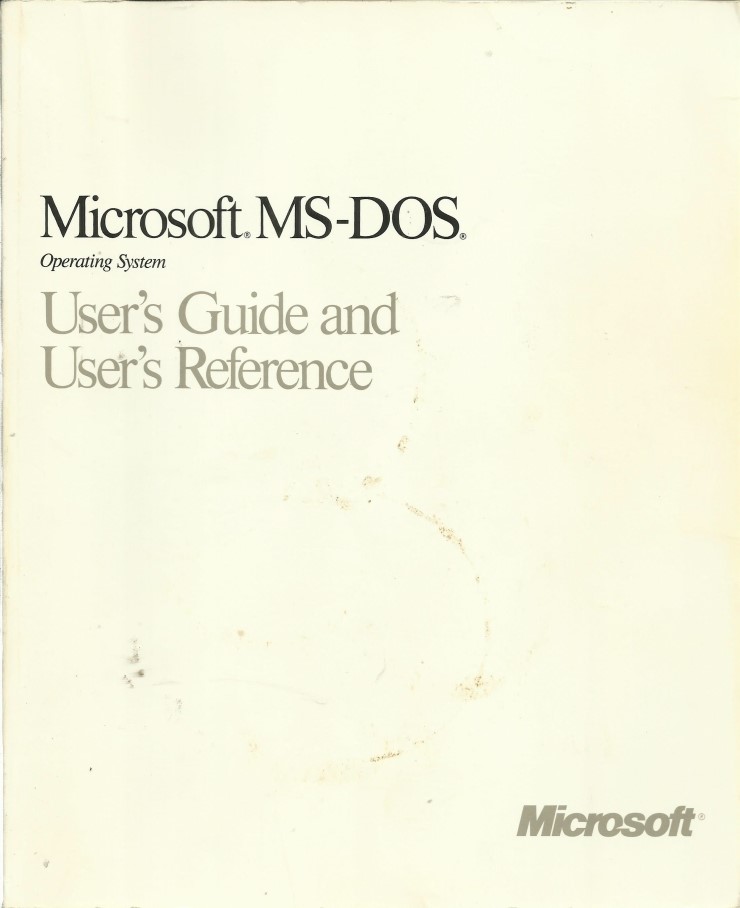 Microsoft® MS-DOS®
Operating System
User's Guide and
User's Reference
Microsoft®